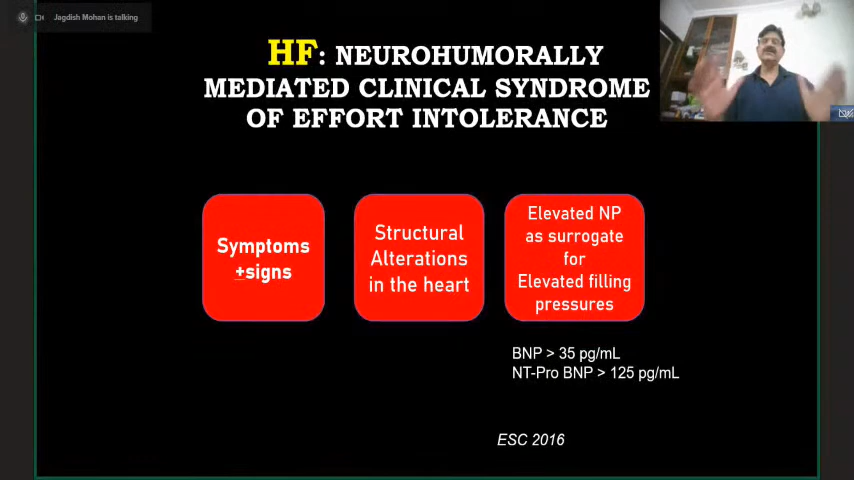 Jagdish Mohan is talking
HF: NEUROHUMORALLY
MEDIATED CLINICAL SYNDROME
OF EFFORT INTOLERANCE
Symptoms
+signs
Structural
Alterations
in the heart
Elevated NP
as surrogate
for
Elevated filling
pressures
BNP > 35 pg/mL
NT-Pro BNP > 125 pg/mL
ESC 2016